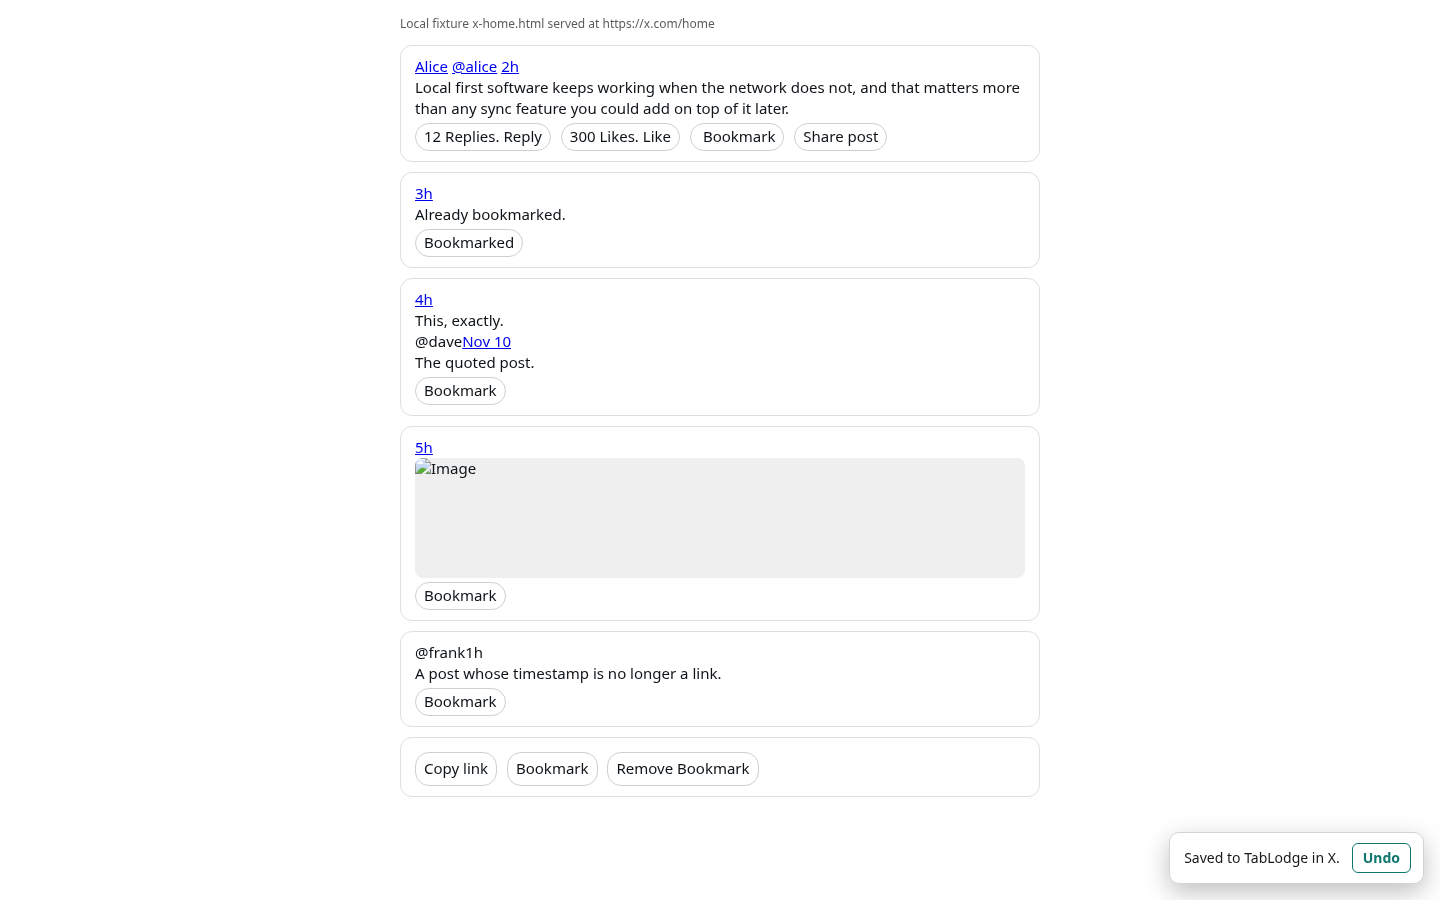 Local fixture x-home.html served at https://x.com/home
Alice @alice 2h
Local first software keeps working when the network does not, and that matters more
than any sync feature you could add on top of it later.
12 Replies. Reply 300 Likes. Like Bookmark Share post
3h
Already bookmarked.
Bookmarked
4h
This, exactly.
@daveNov 10
The quoted post.
Bookmark
5h
Image
Bookmark
@frank1h
A post whose timestamp is no longer a link.
Bookmark
Copy link Bookmark Remove Bookmark
Saved to TabLodge in X. Undo